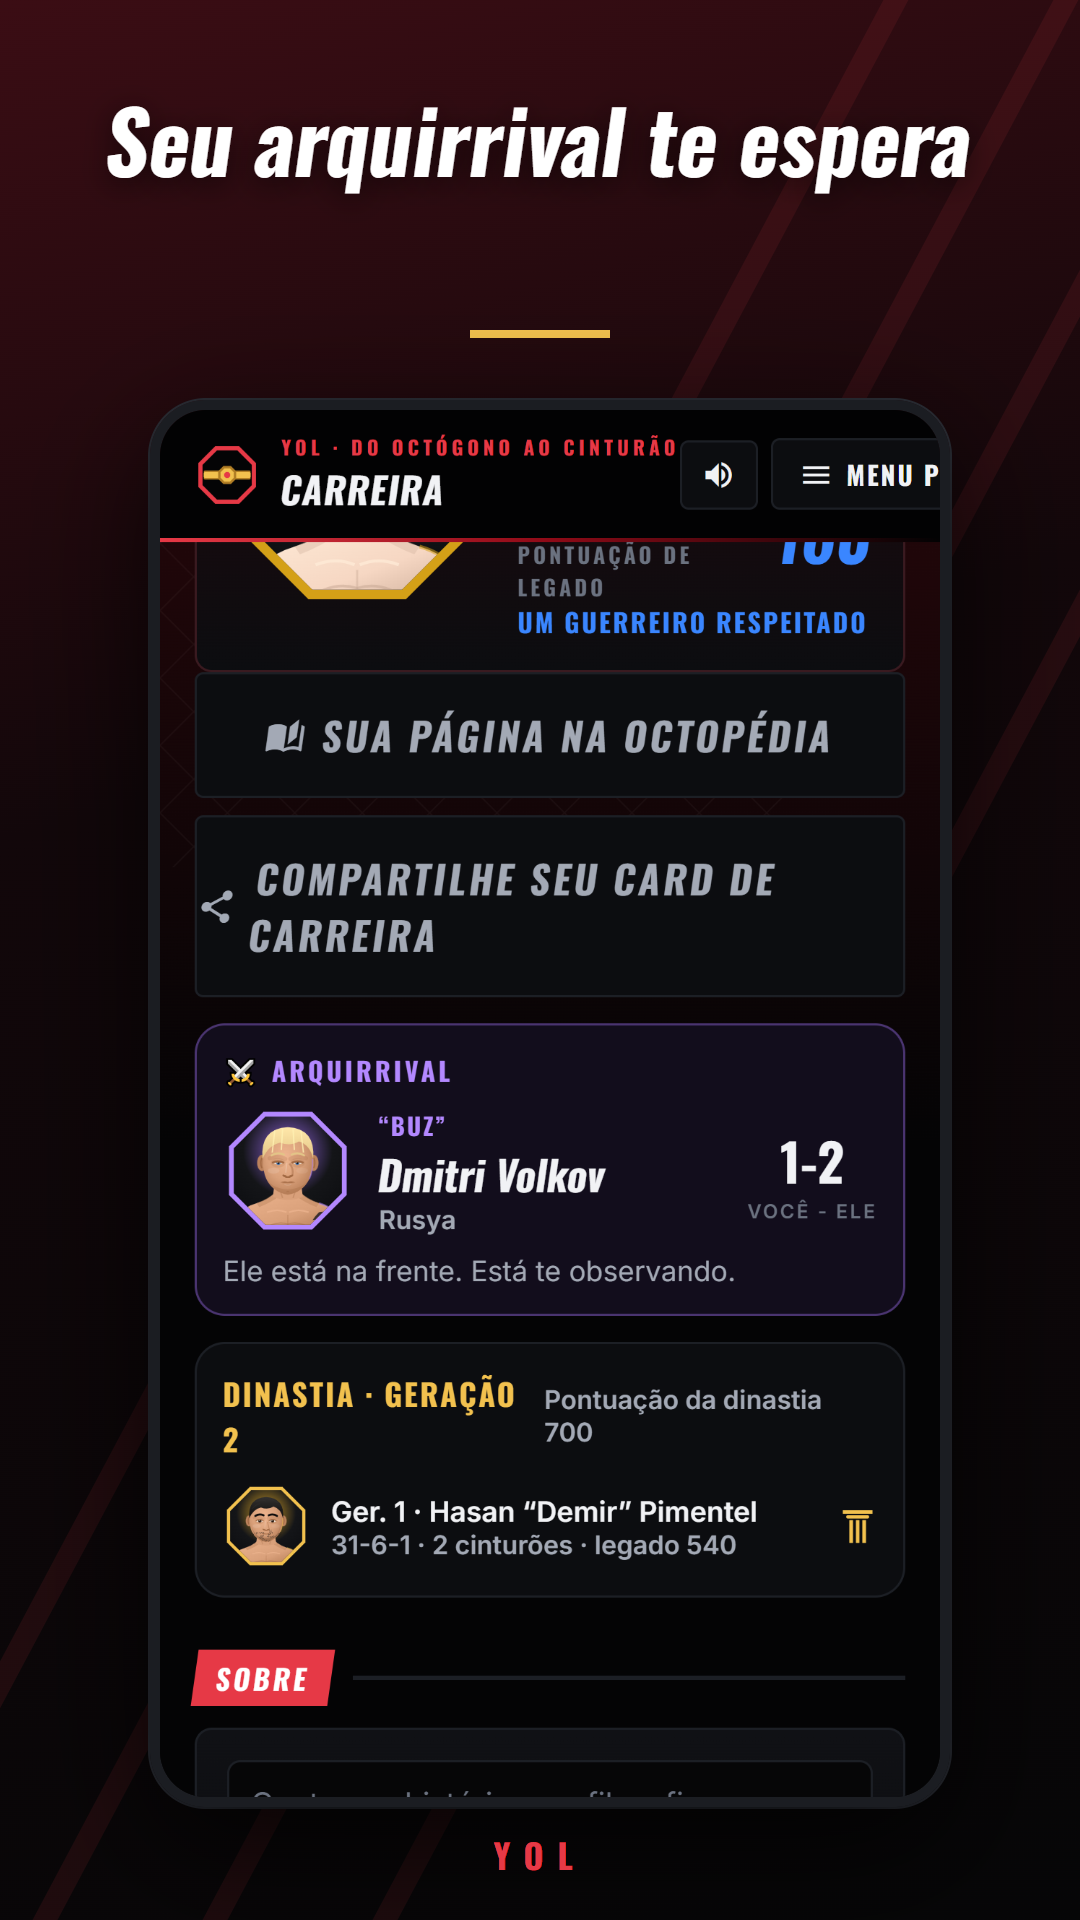 Seu arquirrival te espera
YOL · DO OCTÓGONO AO CINTURÃO
CARREIRA
MENU P
PONTUAÇÃO DE
LEGADO
UM GUERREIRO RESPEITADO
SUA PÁGINA NA OCTOPÉDIA
COMPARTILHE SEU CARD DE
CARREIRA
ARQUIRRIVAL
“BUZ”
Dmitri Volkov
Rusya
1-2
VOCÊ - ELE
Ele está na frente. Está te observando.
DINASTIA · GERAÇÃO
2
Pontuação da dinastia
700
Ger. 1 · Hasan “Demir” Pimentel
31-6-1 · 2 cinturões · legado 540
SOBRE
YOL